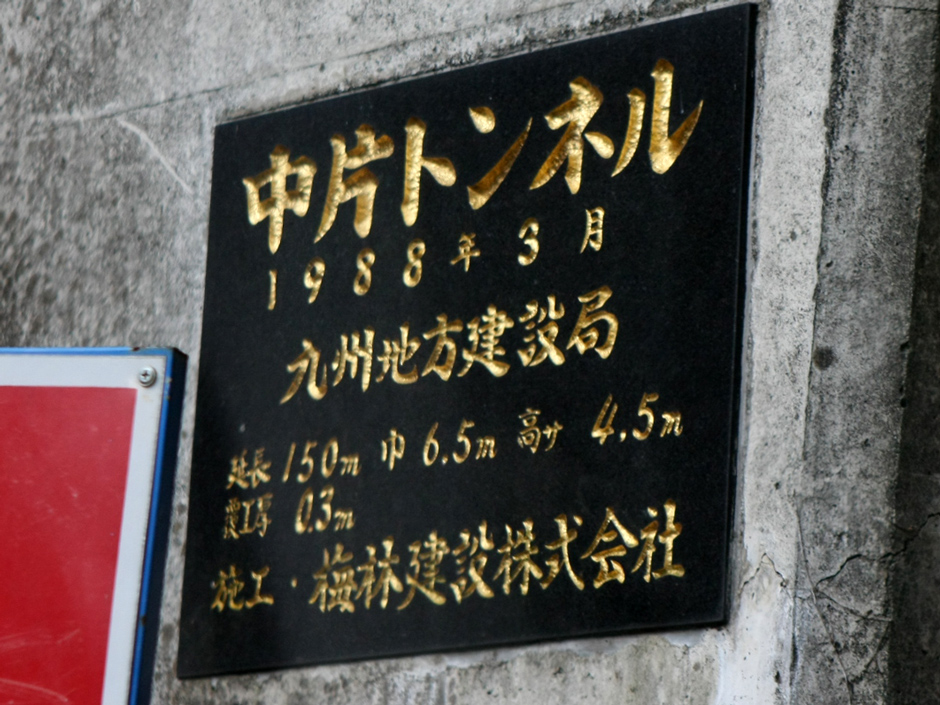 中片トンネル
1988年3月
九州地方建設局
延長 150m 巾 6.5m 高サ 4.5m
覆工厚 0.3m
施工・梅林建設株式会社